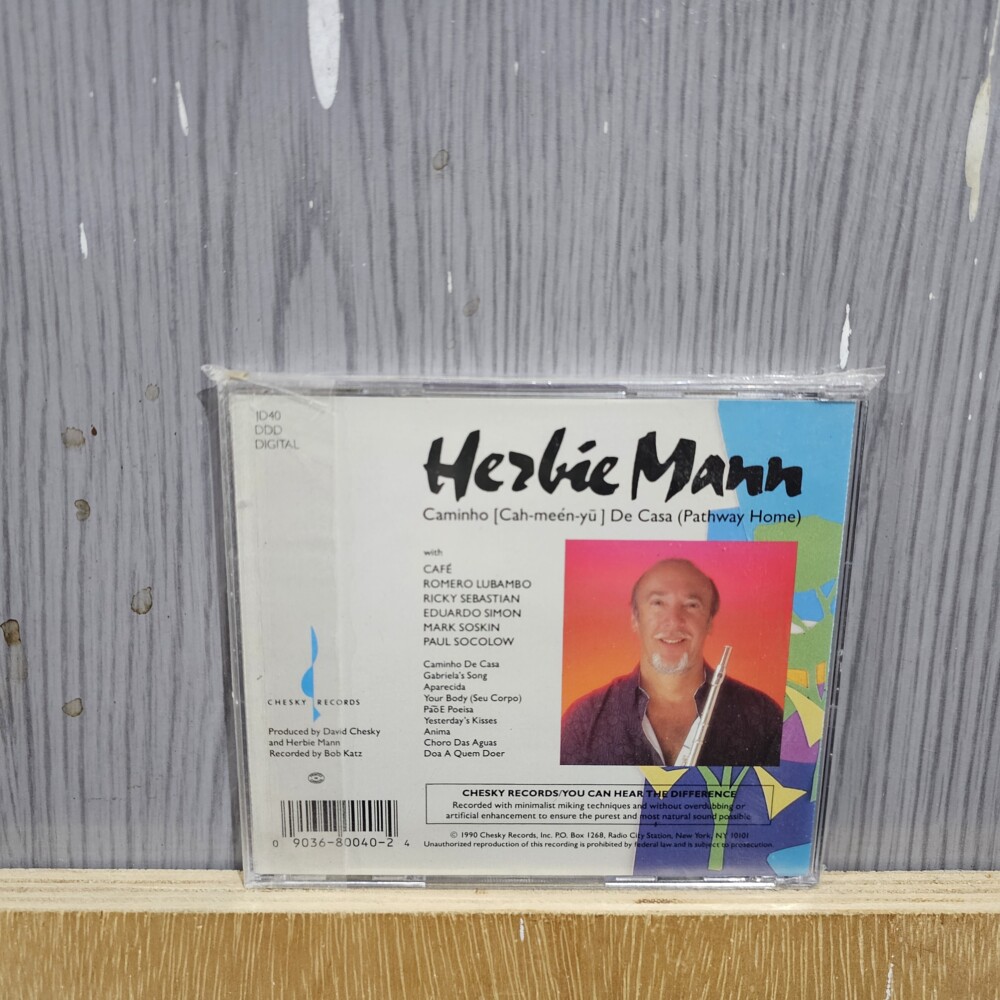 JD40
DDD
DIGITAL
Herbie Mann
Caminho [Cah-meén-yü] De Casa (Pathway Home)
with
CAFÉ
ROMERO LUBAMBO
RICKY SEBASTIAN
EDUARDO SIMON
MARK SOSKIN
PAUL SOCOLOW
Caminho De Casa
Gabriela's Song
Aparecida
Your Body (Seu Corpo)
Pão E Poeisa
Yesterday's Kisses
Anima
Choro Das Aguas
Doa A Quem Doer
CHESKY RECORDS
Produced by David Chesky
and Herbie Mann
Recorded by Bob Katz
0 9036-80040-2 4
CHESKY RECORDS/YOU CAN HEAR THE DIFFERENCE
Recorded with minimalist miking techniques and without overdubbing or
artificial enhancement to ensure the purest and most natural sound possible.
© 1990 Chesky Records, Inc. P.O. Box 1268, Radio City Station, New York, NY 10101
Unauthorized reproduction of this recording is prohibited by federal law and is subject to prosecution.